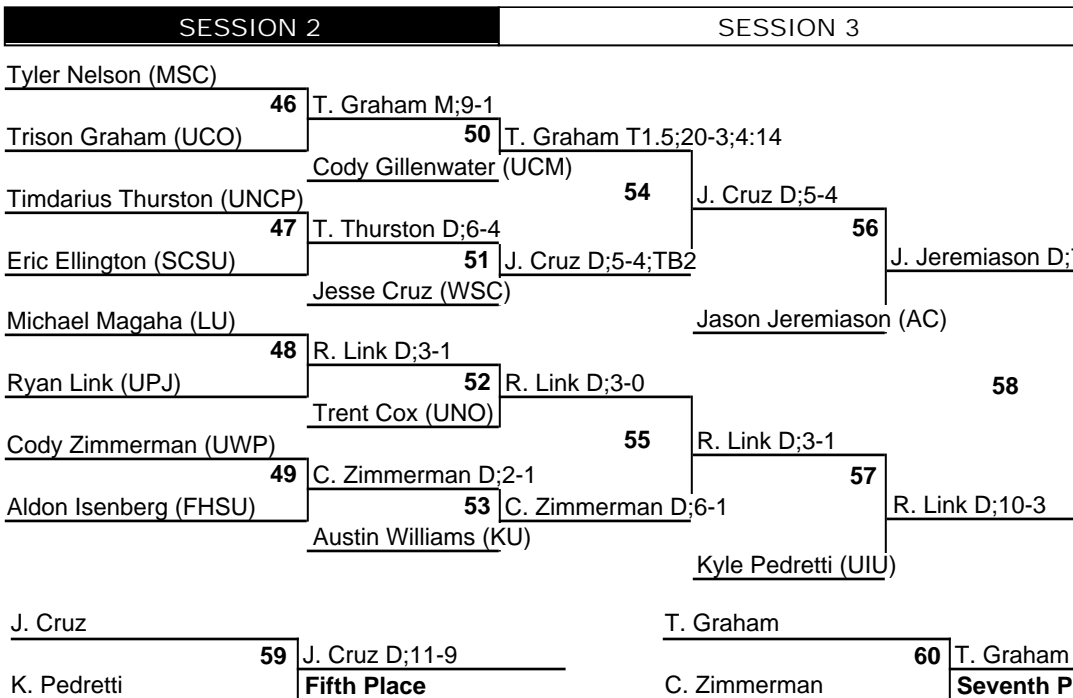 SESSION 2 SESSION 3
Tyler Nelson (MSC)
46 T. Graham M;9-1
Trison Graham (UCO) 50 T. Graham T1.5;20-3;4:14
Cody Gillenwater (UCM)
Timdarius Thurston (UNCP) 54 J. Cruz D;5-4
47 T. Thurston D;6-4 56
Eric Ellington (SCSU) 51 J. Cruz D;5-4;TB2 J. Jeremiason D;
Jesse Cruz (WSC)
Michael Magaha (LU) Jason Jeremiason (AC)
48 R. Link D;3-1
Ryan Link (UPJ) 52 R. Link D;3-0 58
Trent Cox (UNO)
Cody Zimmerman (UWP) 55 R. Link D;3-1
49 C. Zimmerman D;2-1 57
Aldon Isenberg (FHSU) 53 C. Zimmerman D;6-1 R. Link D;10-3
Austin Williams (KU)
Kyle Pedretti (UIU)
J. Cruz T. Graham
59 J. Cruz D;11-9 60 T. Graham
K. Pedretti Fifth Place C. Zimmerman Seventh P